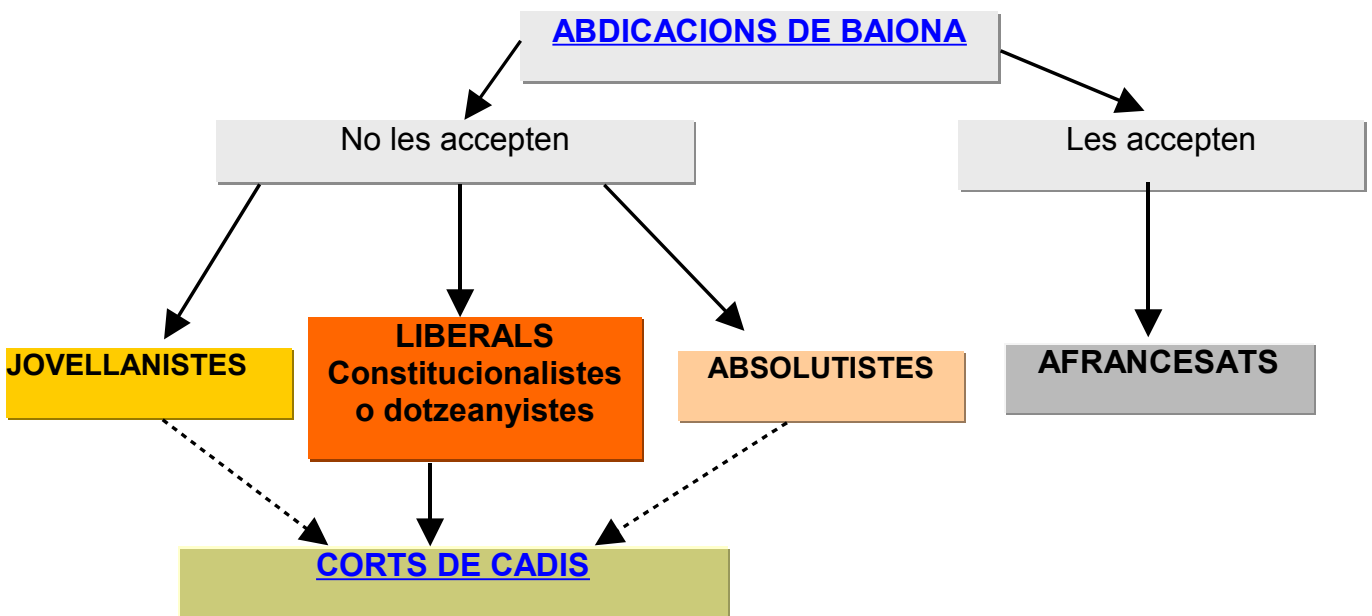 ABDICACIONS DE BAIONA
No les accepten
Les accepten
JOVELLANISTES
LIBERALS
Constitucionalistes
o dotzeanyistes
ABSOLUTISTES
AFRANCESATS
CORTS DE CADIS